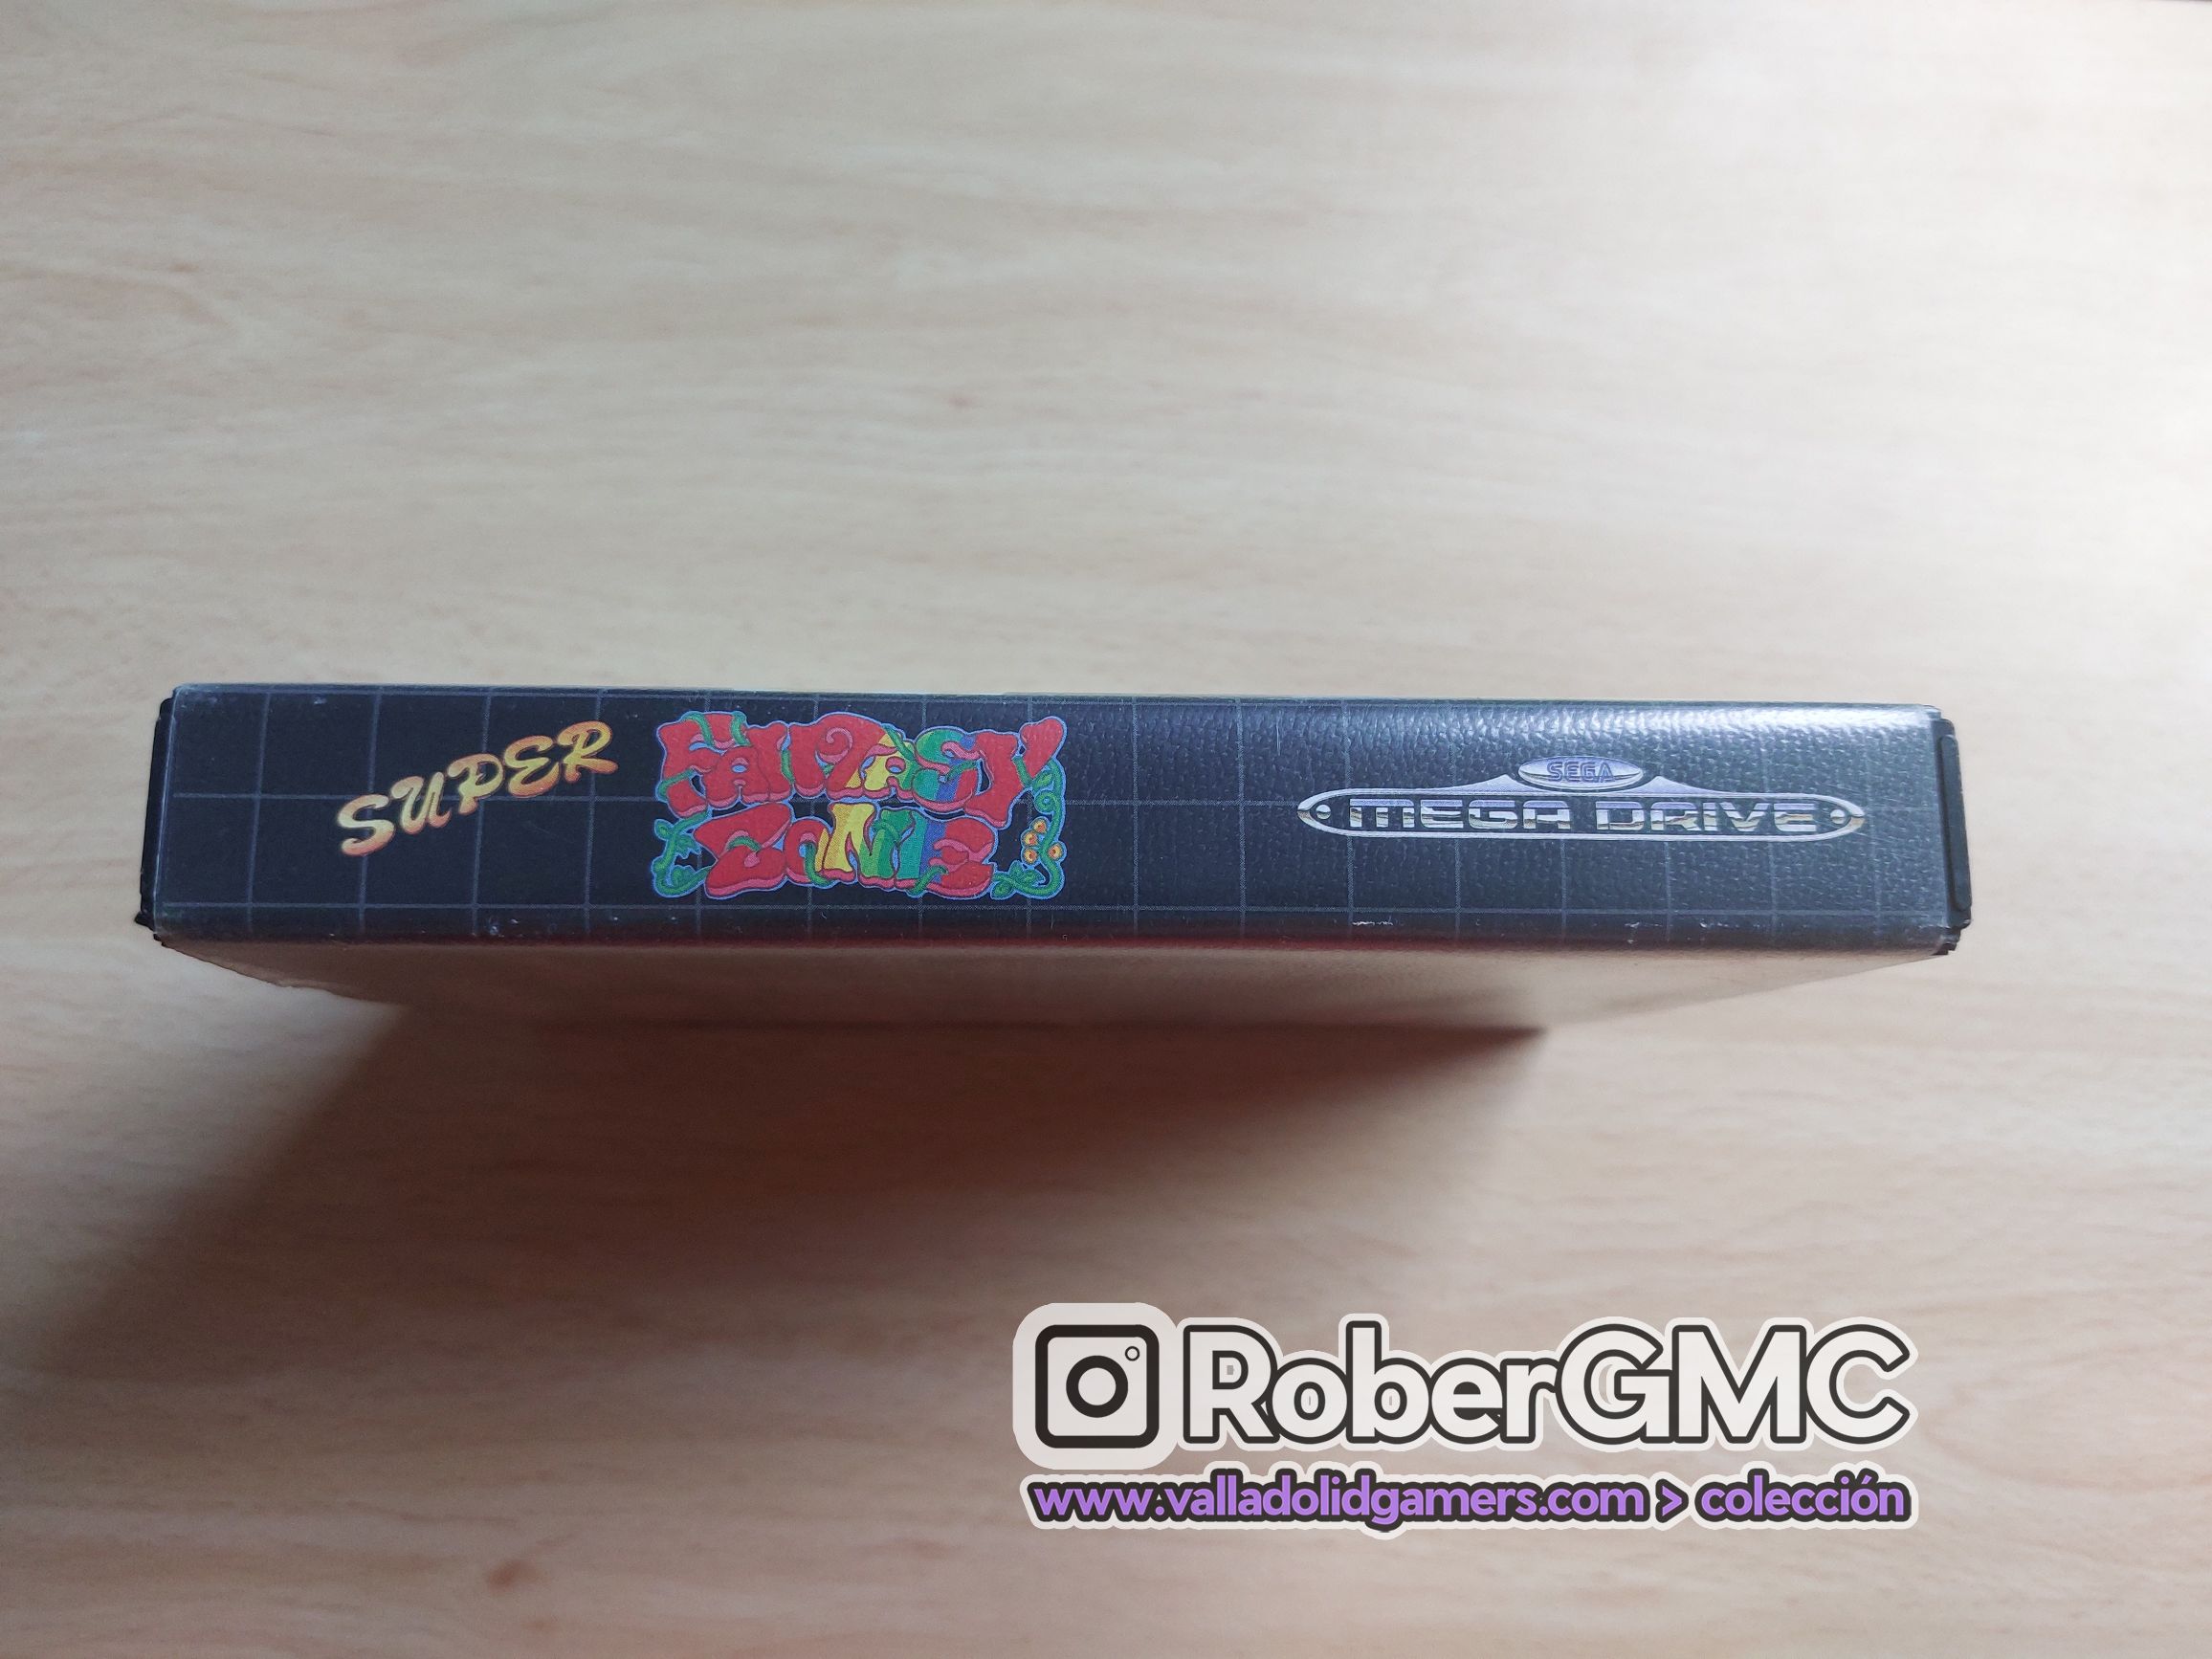 SUPER
FANTASY
ZONE
SEGA
MEGA DRIVE
RoberGMC
www.valladolidgamers.com > colección